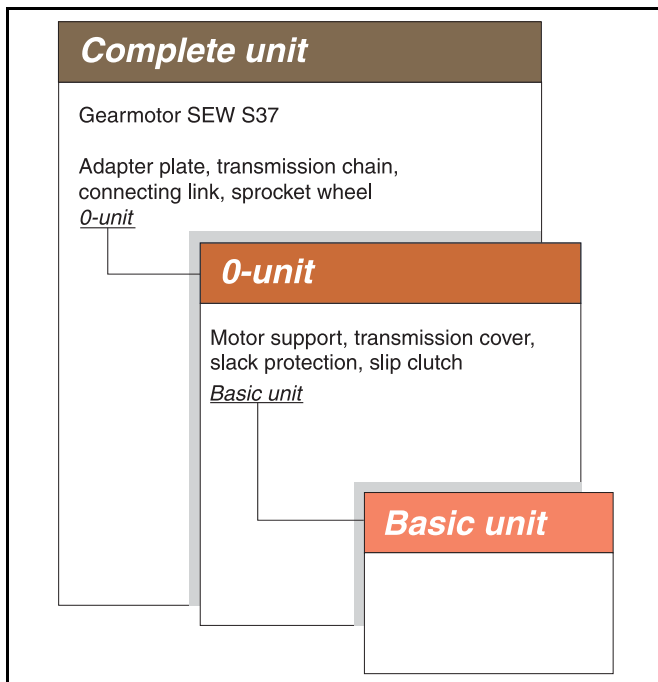 Complete unit
Gearmotor SEW S37
Adapter plate, transmission chain,
connecting link, sprocket wheel
0-unit
0-unit
Motor support, transmission cover,
slack protection, slip clutch
Basic unit
Basic unit